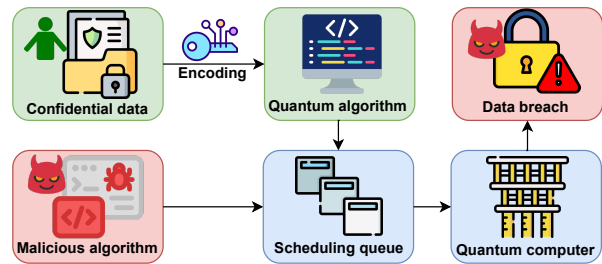 Encoding
Confidential data
Quantum algorithm
Data breach
Malicious algorithm
Scheduling queue
Quantum computer